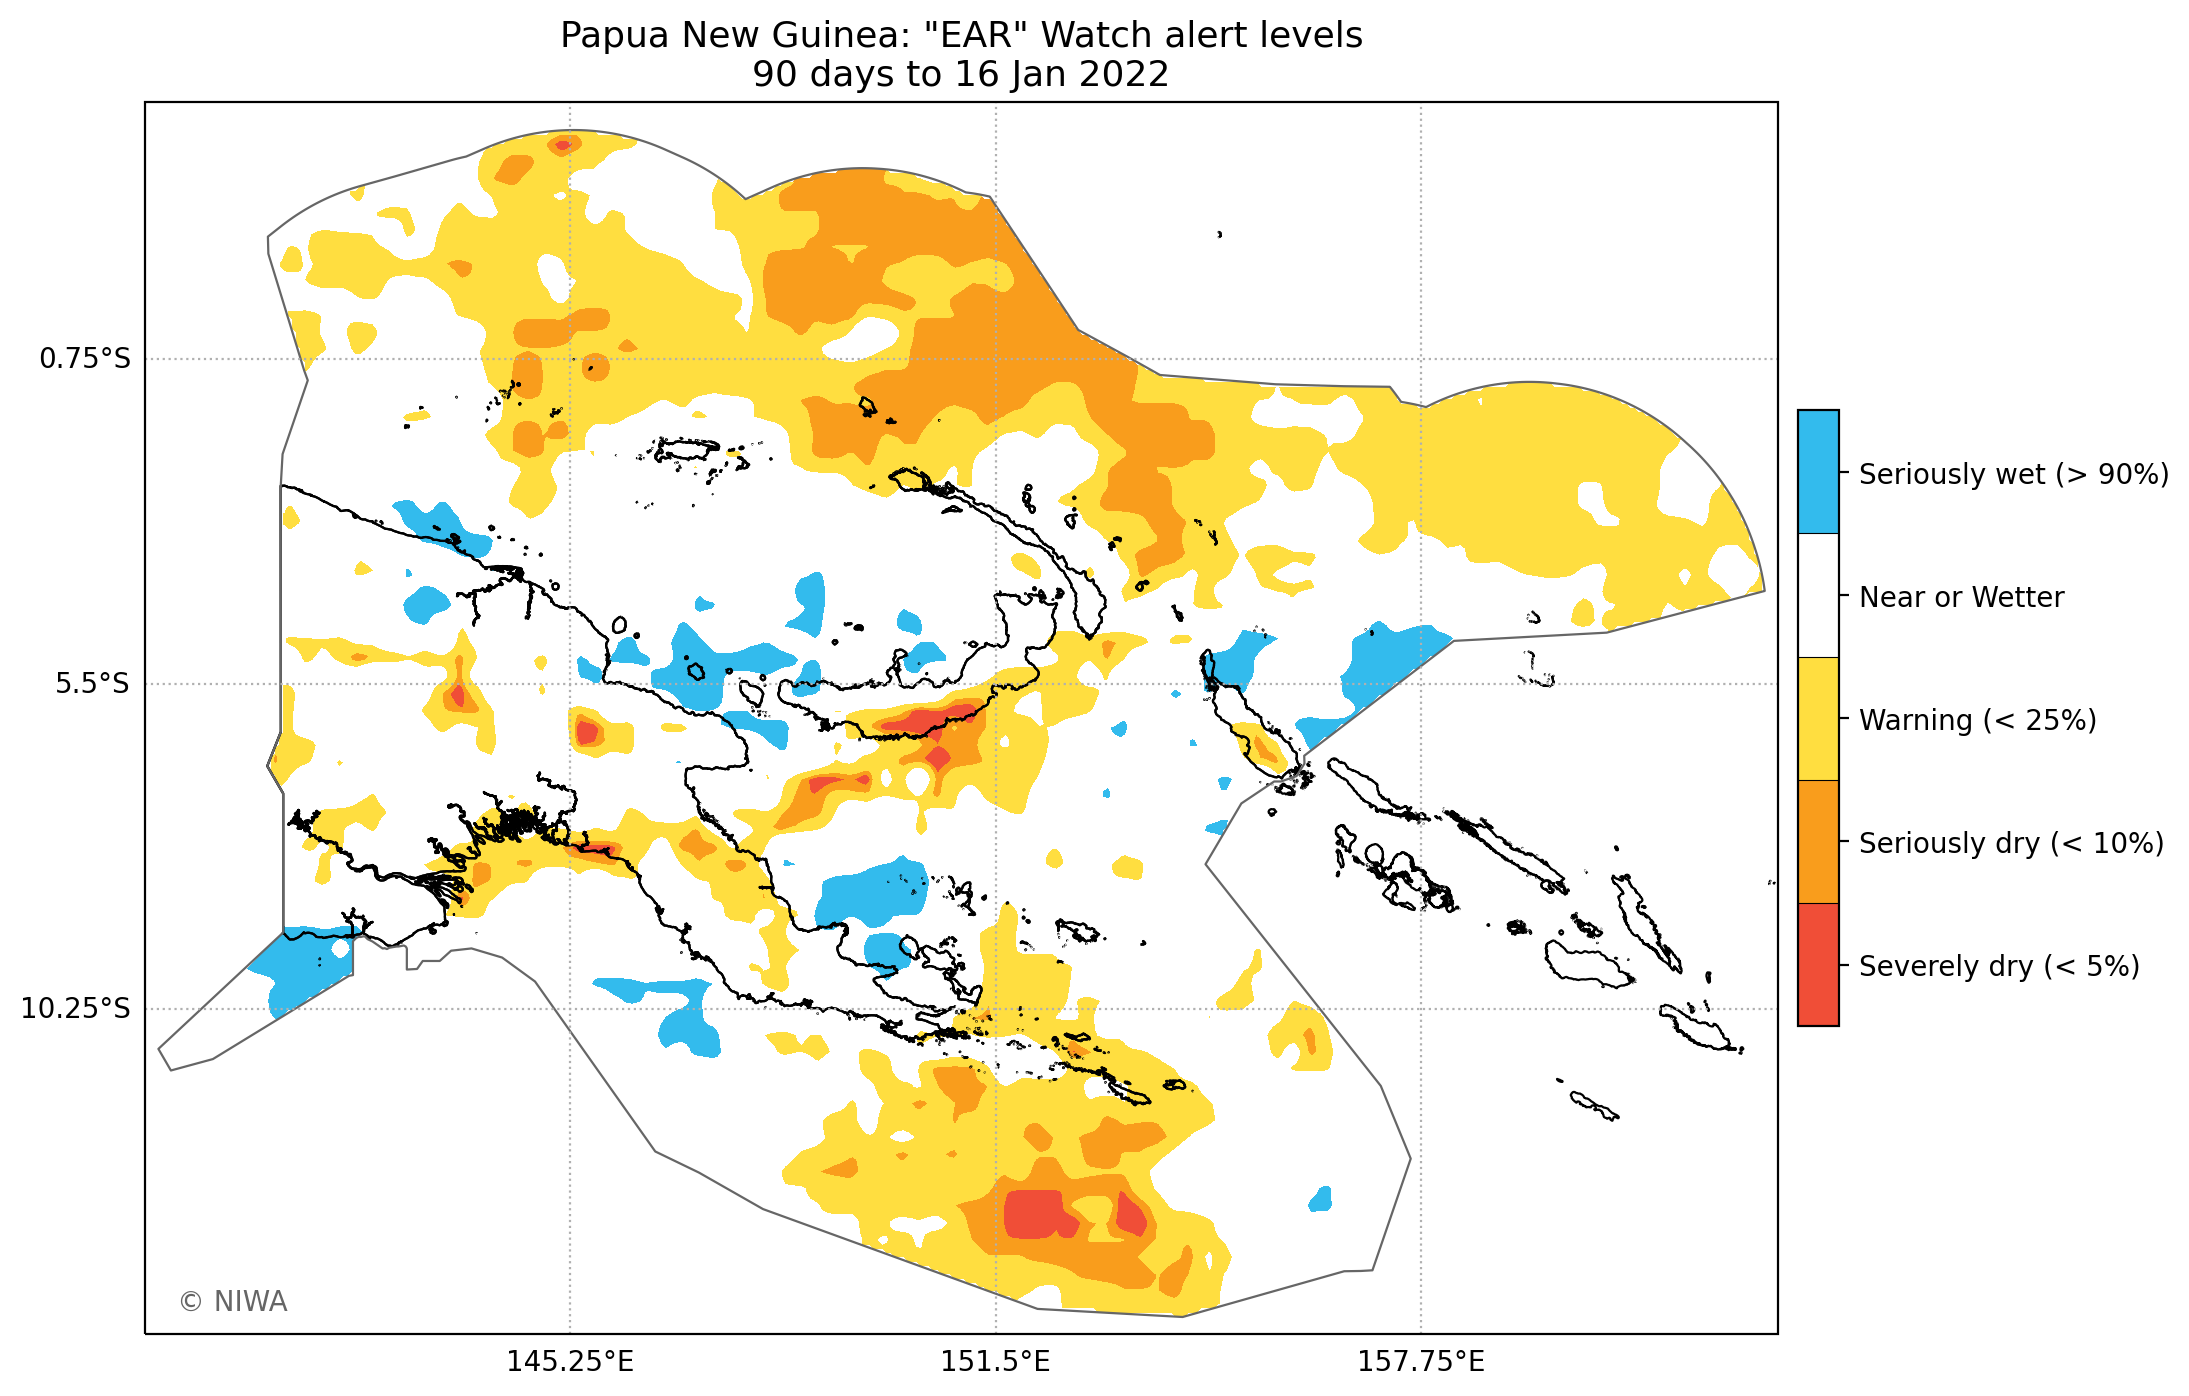 Papua New Guinea: "EAR" Watch alert levels
90 days to 16 Jan 2022
0.75°S
5.5°S
10.25°S
145.25°E
151.5°E
157.75°E
Seriously wet (> 90%)
Near or Wetter
Warning (< 25%)
Seriously dry (< 10%)
Severely dry (< 5%)
© NIWA